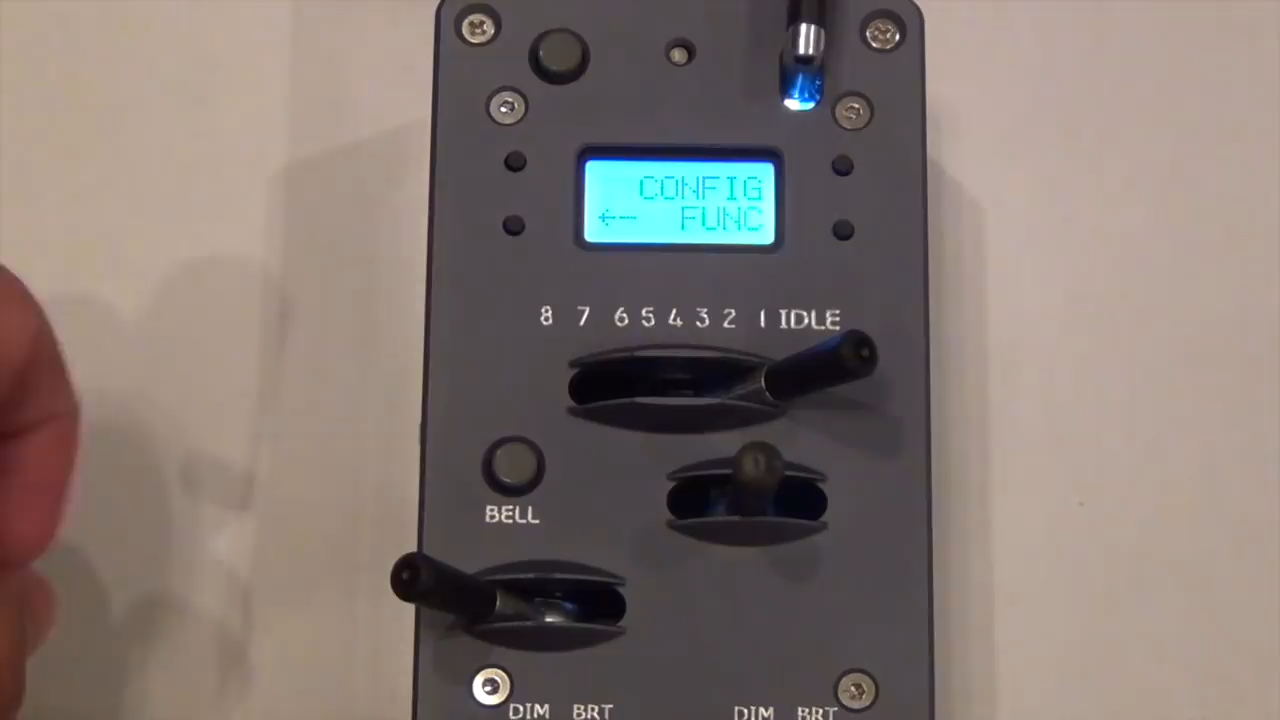 CONFIG
<-- FUNC
8 7 6 5 4 3 2 1 IDLE
BELL
DIM BRT DIM BRT